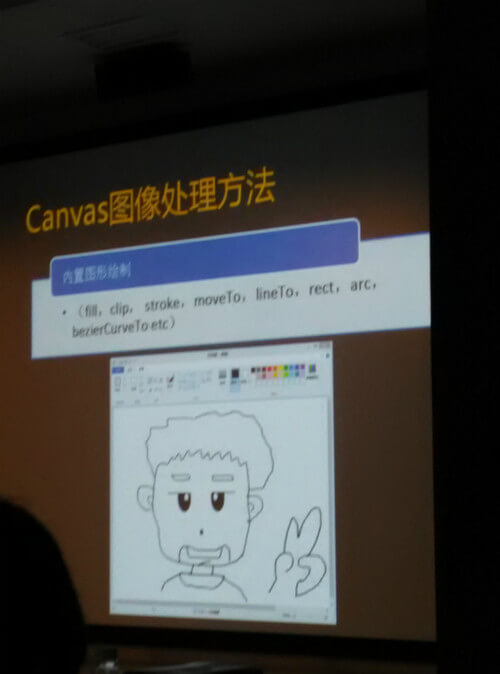 Canvas图像处理方法
内置图形绘制
• （fill，clip，stroke，moveTo，lineTo，rect，arc，
bezierCurveTo etc）